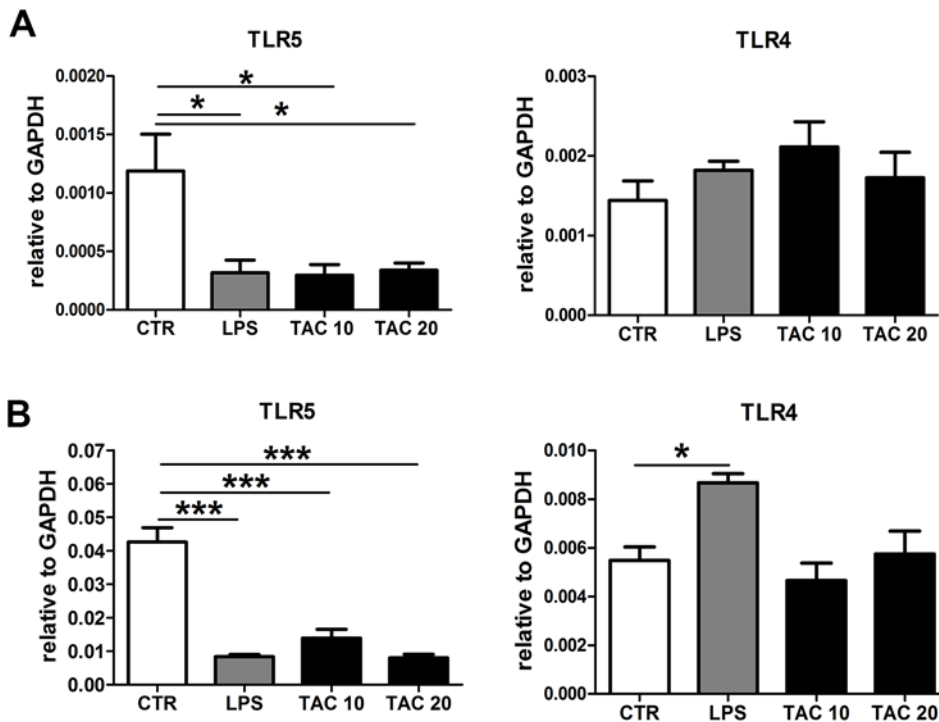 A
TLR5
relative to GAPDH
0.0020
0.0015
0.0010
0.0005
0.0000
*
*
*
CTR LPS TAC 10 TAC 20
TLR4
relative to GAPDH
0.003
0.002
0.001
0.000
CTR LPS TAC 10 TAC 20
B
TLR5
relative to GAPDH
0.07
0.06
0.05
0.04
0.03
0.02
0.01
0.00
***
***
***
CTR LPS TAC 10 TAC 20
TLR4
relative to GAPDH
0.010
0.008
0.006
0.004
0.002
0.000
*
CTR LPS TAC 10 TAC 20